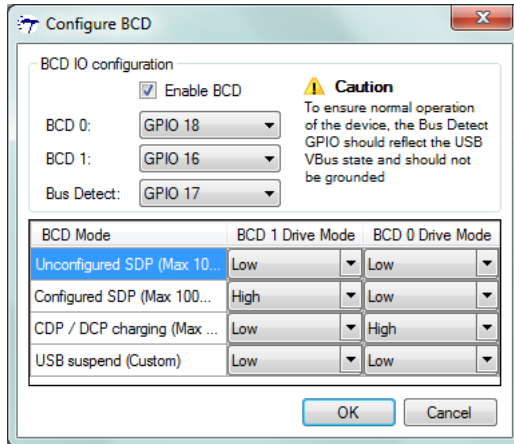 Configure BCD
BCD IO configuration
Enable BCD
Caution
To ensure normal operation
of the device, the Bus Detect
GPIO should reflect the USB
VBus state and should not
be grounded
BCD 0: GPIO 18
BCD 1: GPIO 16
Bus Detect: GPIO 17
BCD Mode BCD 1 Drive Mode BCD 0 Drive Mode
Unconfigured SDP (Max 10... Low Low
Configured SDP (Max 100... High Low
CDP / DCP charging (Max ... Low High
USB suspend (Custom) Low Low
OK Cancel